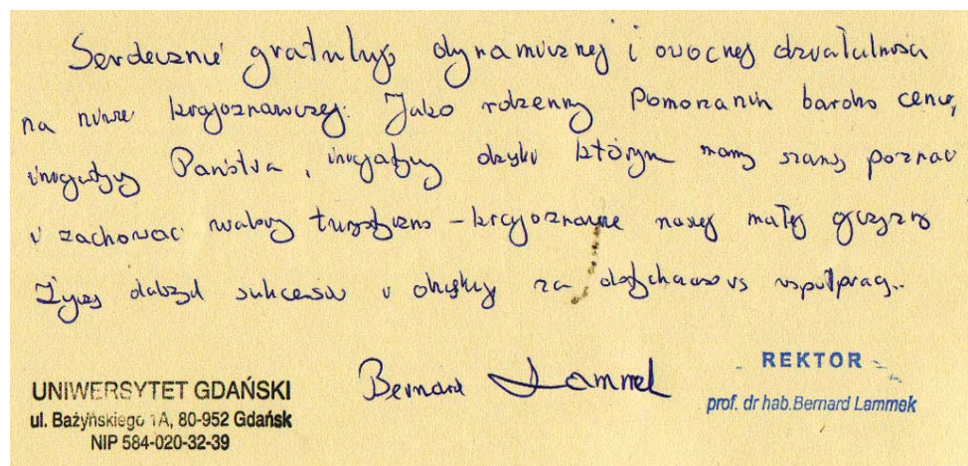 Serdecznie gratuluję dynamicznej i owocnej działalności
na niwie krajoznawczej. Jako rodzenny Pomorzanin bardzo cenię
inicjatywy Państwa, inicjatywy dzięki którym mamy szansę poznać
i zachować walory turystyczno-krajoznawcze naszej małej ojczyzny
Życzę dalszych sukcesów i dziękuję za dotychczasową współpracę..
Bernard Lammek
REKTOR
prof. dr hab. Bernard Lammek
UNIWERSYTET GDAŃSKI
ul. Bażyńskiego 1A, 80-952 Gdańsk
NIP 584-020-32-39